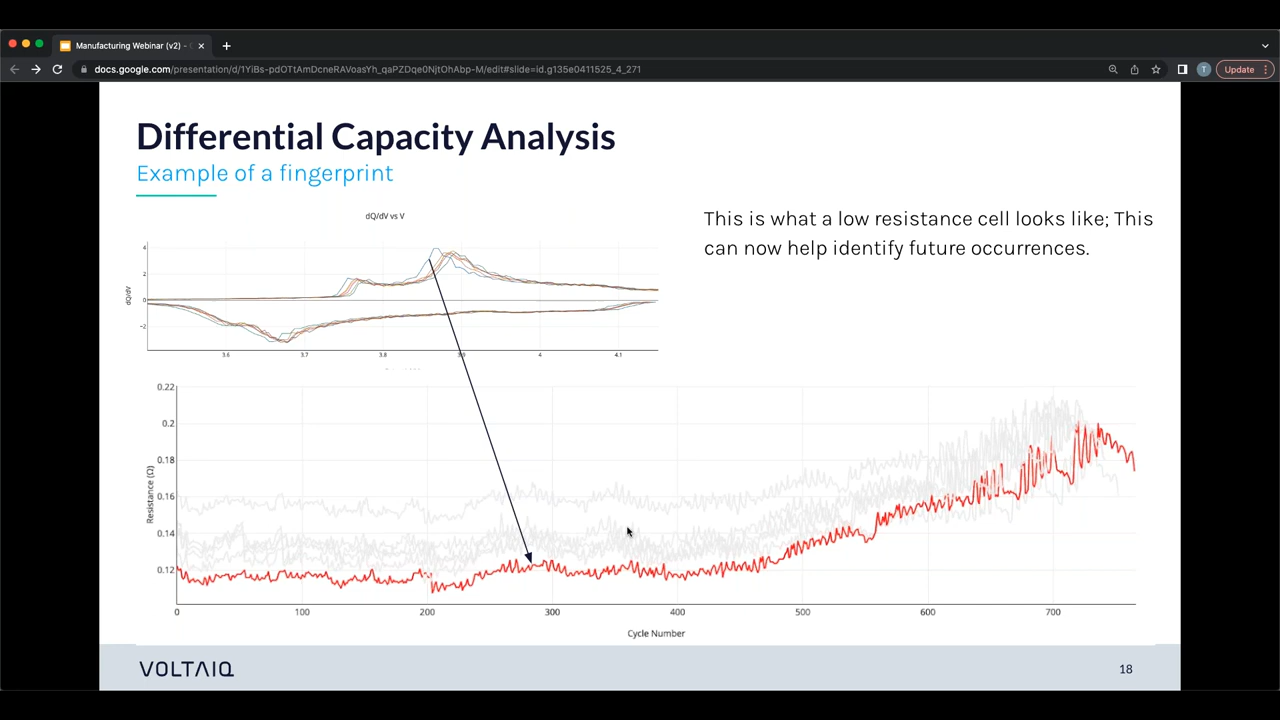 Manufacturing Webinar (v2) -
docs.google.com/presentation/d/1YiBs-pdOTtAmDcneRAVoasYh_qaPZDqe0NjtOhAbp-M/edit#slide=id.g135e0411525_4_271
T
Update
Differential Capacity Analysis
Example of a fingerprint
This is what a low resistance cell looks like; This
can now help identify future occurrences.
dQ/dV vs V
dQ/dV
4
2
0
−2
3.6 3.7 3.8 3.9 4 4.1
Resistance (Ω)
0.22
0.2
0.18
0.16
0.14
0.12
0 100 200 300 400 500 600 700
Cycle Number
VOLTAIQ
18